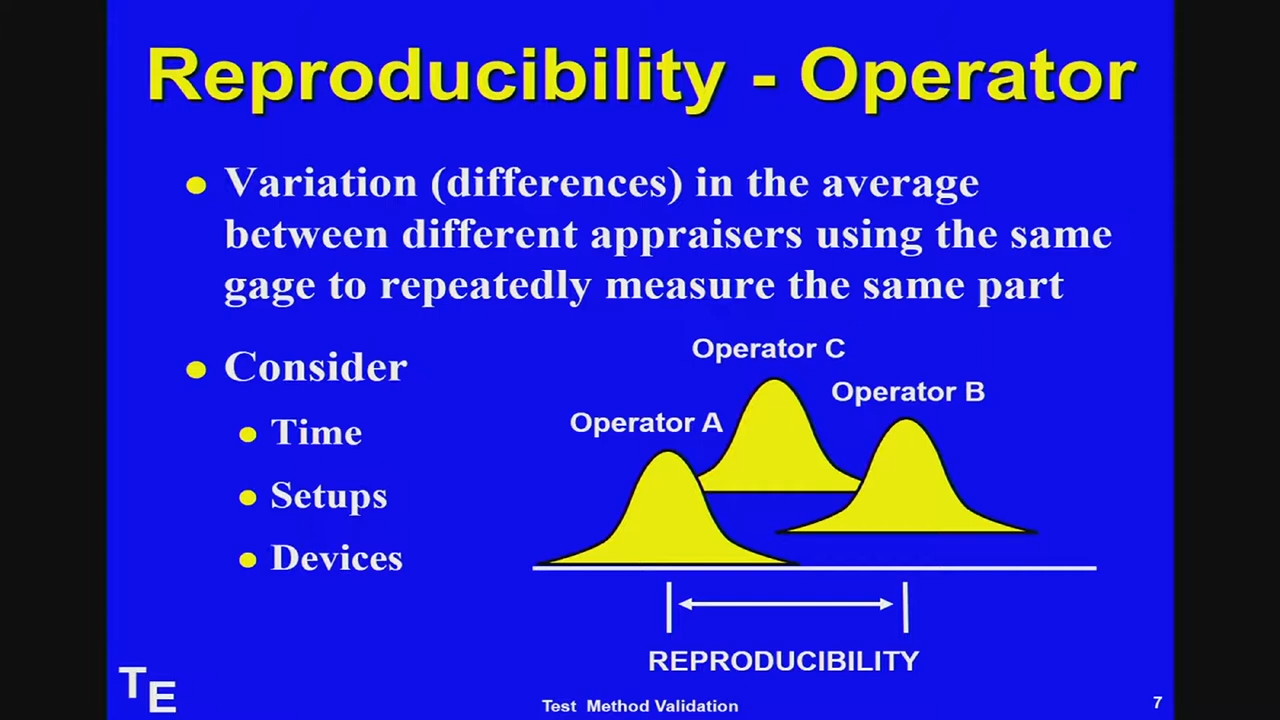 Reproducibility - Operator
Variation (differences) in the average
between different appraisers using the same
gage to repeatedly measure the same part
Consider
Time
Setups
Devices
Operator C
Operator B
Operator A
REPRODUCIBILITY
TE
Test Method Validation
7